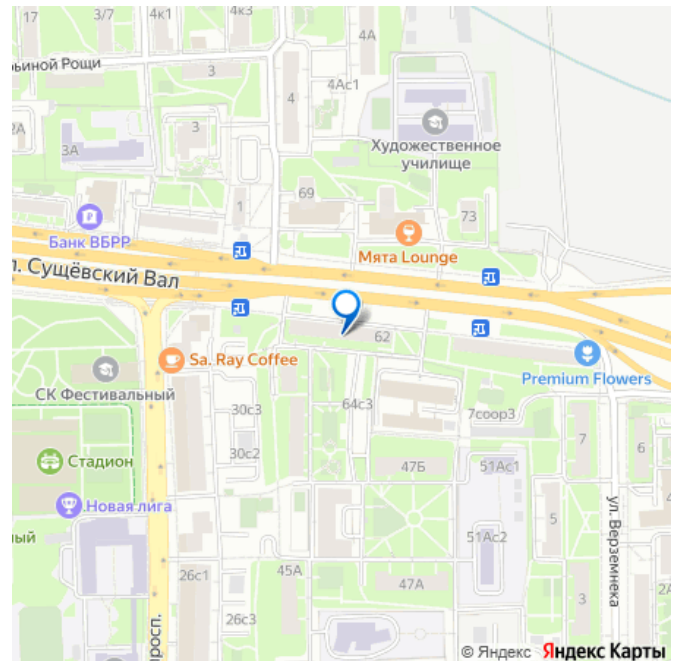 17
3/7
4к1
4к3
4А
ьиной Рощи
3
4
4Ас1
2А
3
3А
Художественное
училище
69
1
73
Банк ВБРР
Мята Lounge
л. Сущёвский Вал
62
Sa. Ray Coffee
Premium Flowers
СК Фестивальный
30с3
64с3
7соор3
7
6
30с2
47Б
51Ас1
Стадион
Новая лига
ул. Верземнека
5
ый
51Ас2
26с1
45А
47А
3
2А
26с3
просп.
© Яндекс Яндекс Карты